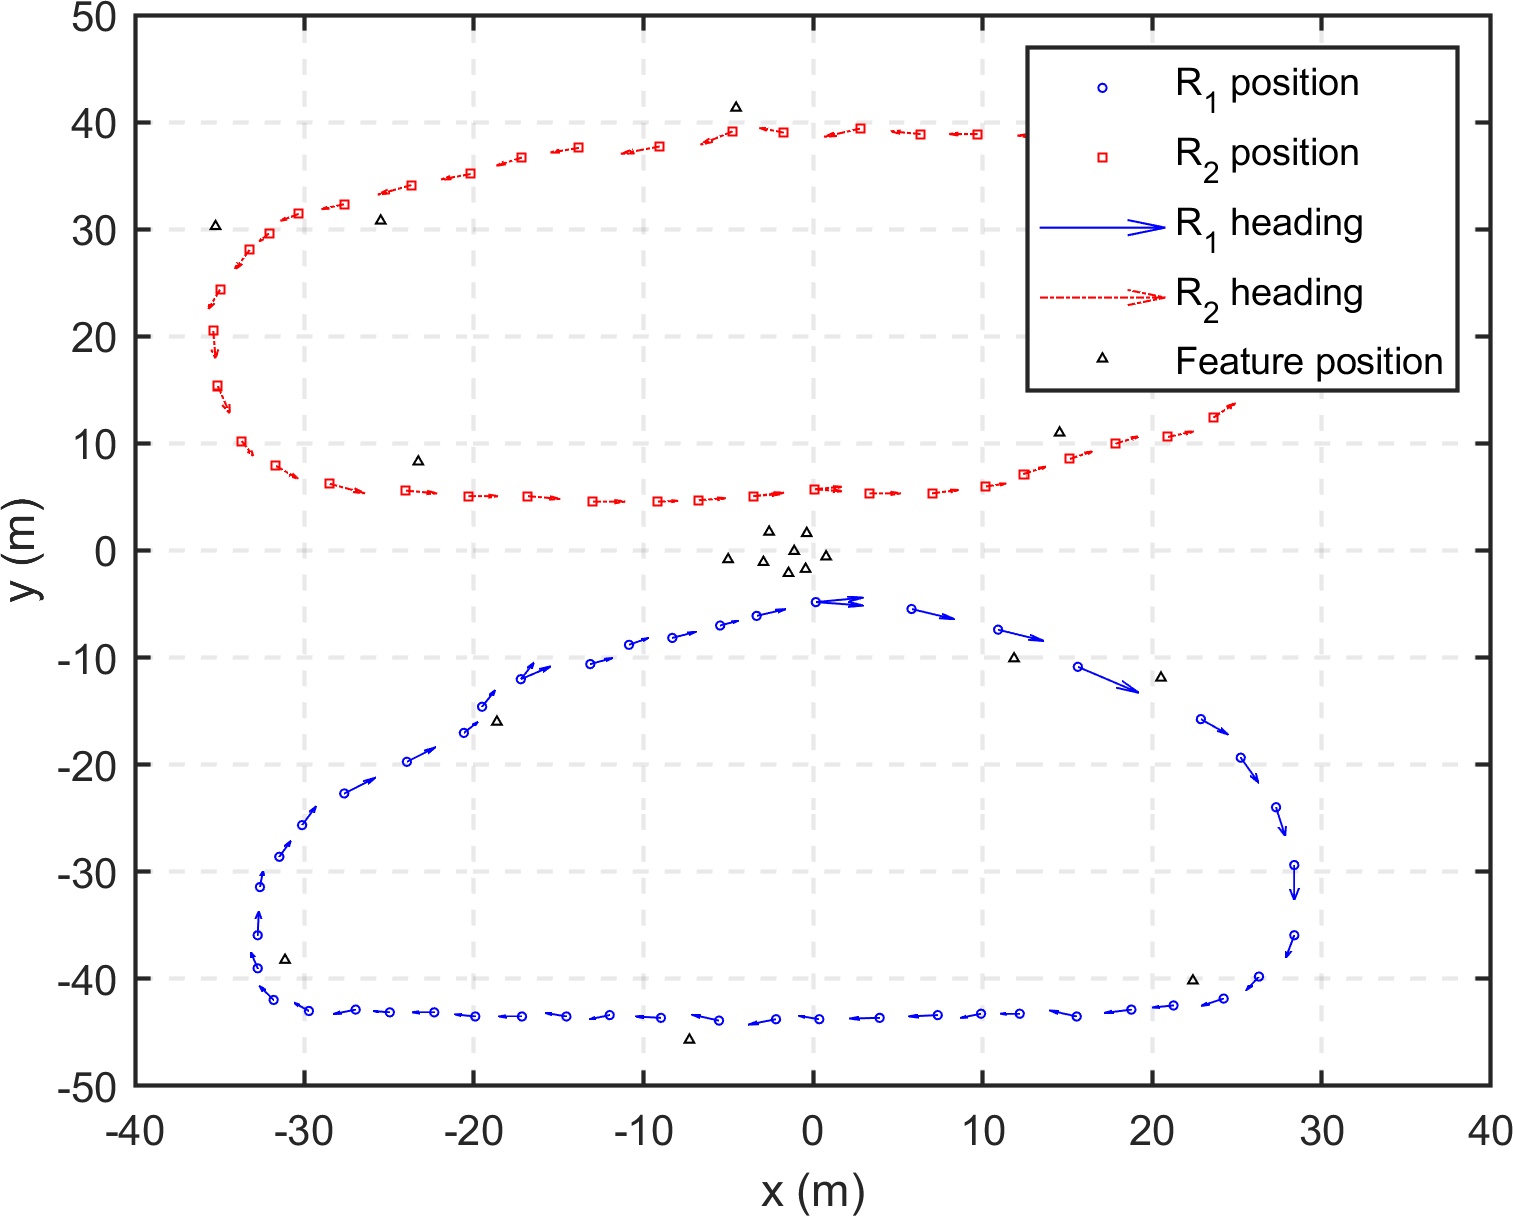 50
40
30
20
10
0
-10
-20
-30
-40
-50
y (m)
R1 position
R2 position
R1 heading
R2 heading
Feature position
-40 -30 -20 -10 0 10 20 30 40
x (m)